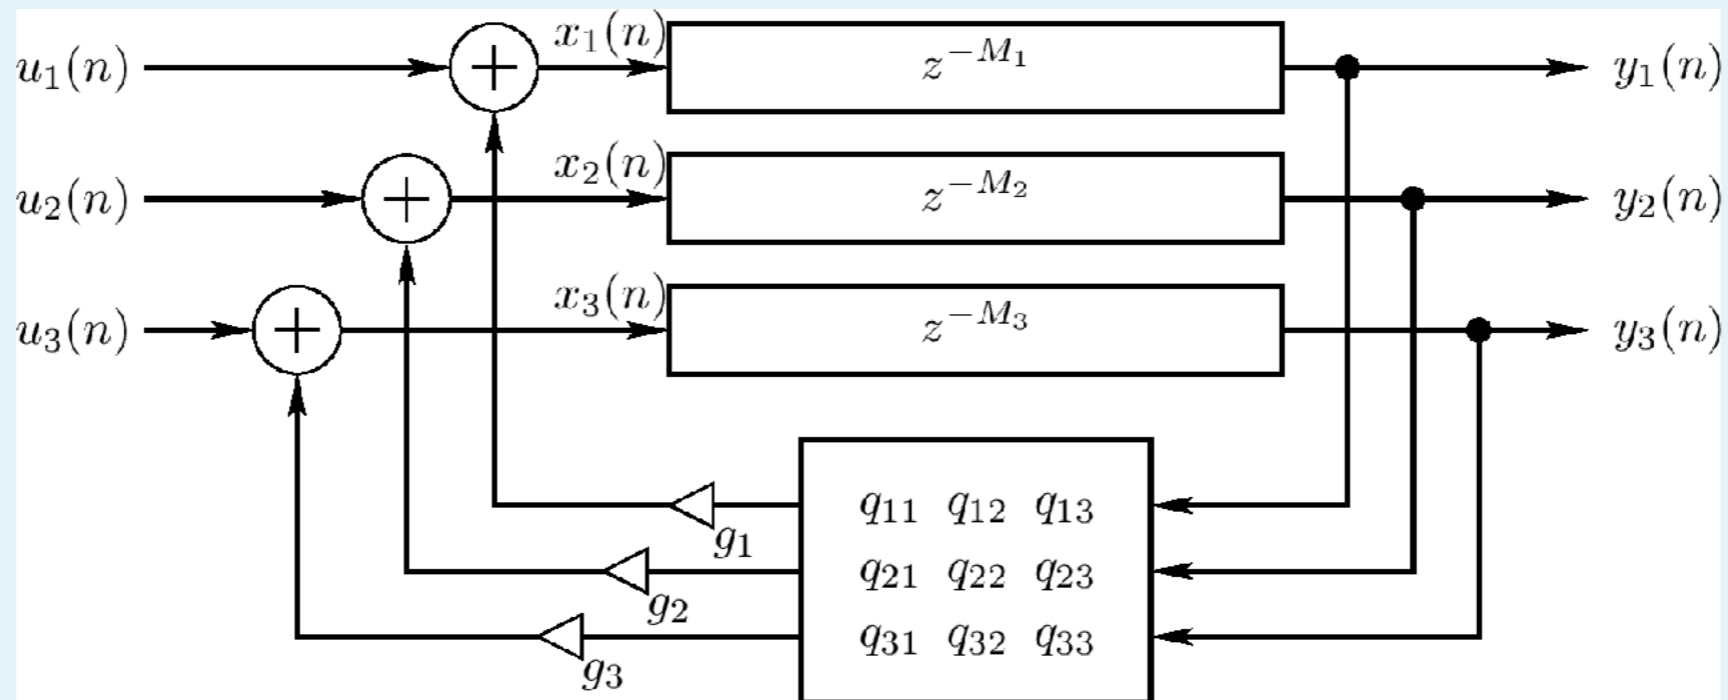 u₁(n) + x₁(n) z^{-M₁} y₁(n)
u₂(n) + x₂(n) z^{-M₂} y₂(n)
u₃(n) + x₃(n) z^{-M₃} y₃(n)
q₁₁ q₁₂ q₁₃
g₁
q₂₁ q₂₂ q₂₃
g₂
q₃₁ q₃₂ q₃₃
g₃